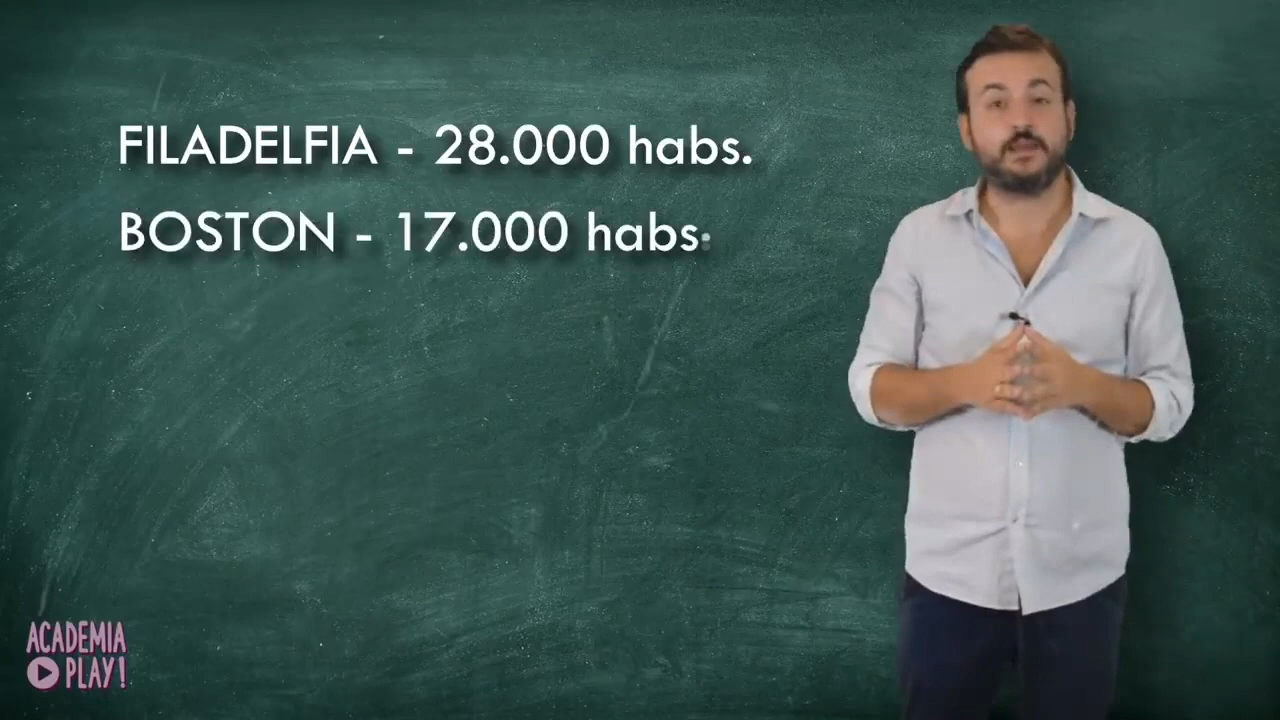 FILADELFIA - 28.000 habs.
BOSTON - 17.000 habs.
ACADEMIA
PLAY!